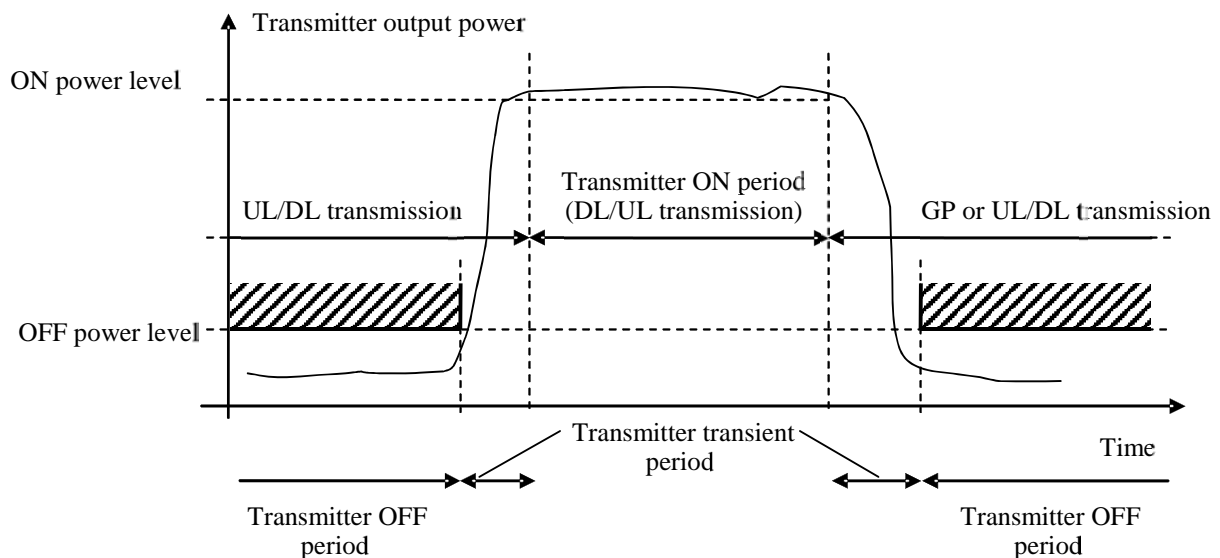 Transmitter output power
ON power level
UL/DL transmission
Transmitter ON period
(DL/UL transmission)
GP or UL/DL transmission
OFF power level
Transmitter transient
period
Time
Transmitter OFF
period
Transmitter OFF
period